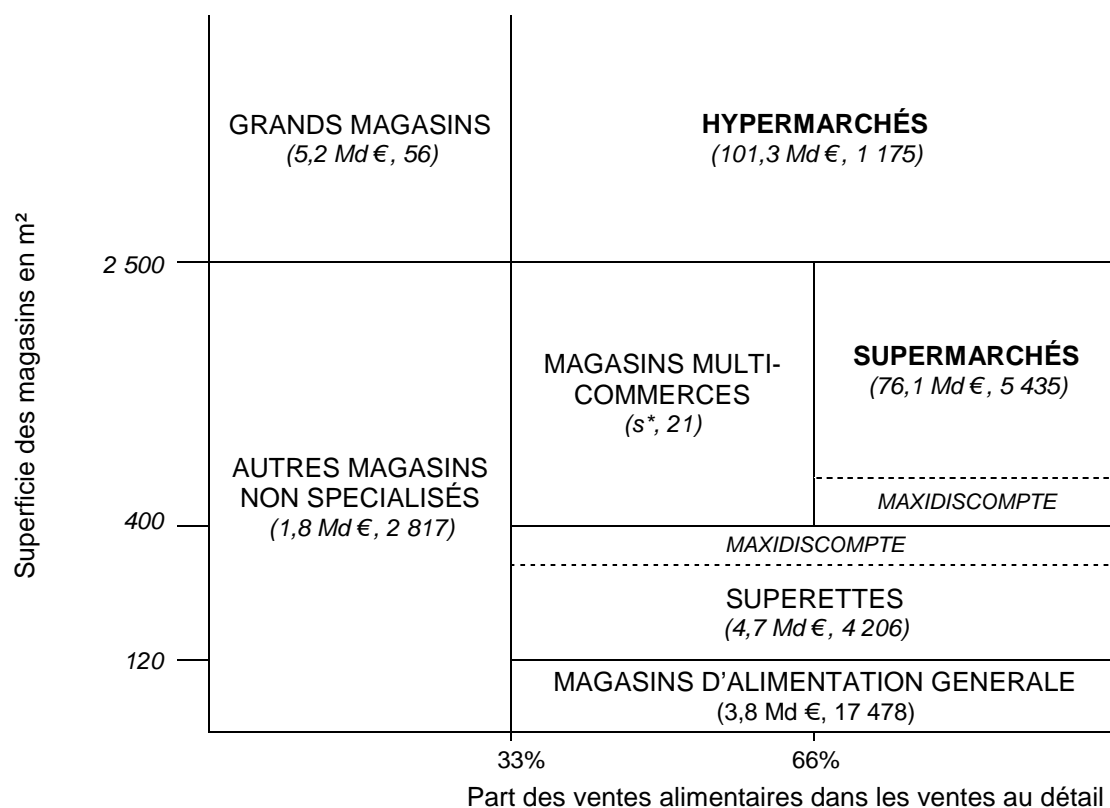 GRANDS MAGASINS
(5,2 Md €, 56)
HYPERMARCHÉS
(101,3 Md €, 1 175)
Superficie des magasins en m²
2 500
MAGASINS MULTI-
COMMERCES
(s*, 21)
SUPERMARCHÉS
(76,1 Md €, 5 435)
AUTRES MAGASINS
NON SPECIALISÉS
(1,8 Md €, 2 817)
MAXIDISCOMPTE
400
MAXIDISCOMPTE
SUPERETTES
(4,7 Md €, 4 206)
120
MAGASINS D'ALIMENTATION GENERALE
(3,8 Md €, 17 478)
33%
66%
Part des ventes alimentaires dans les ventes au détail